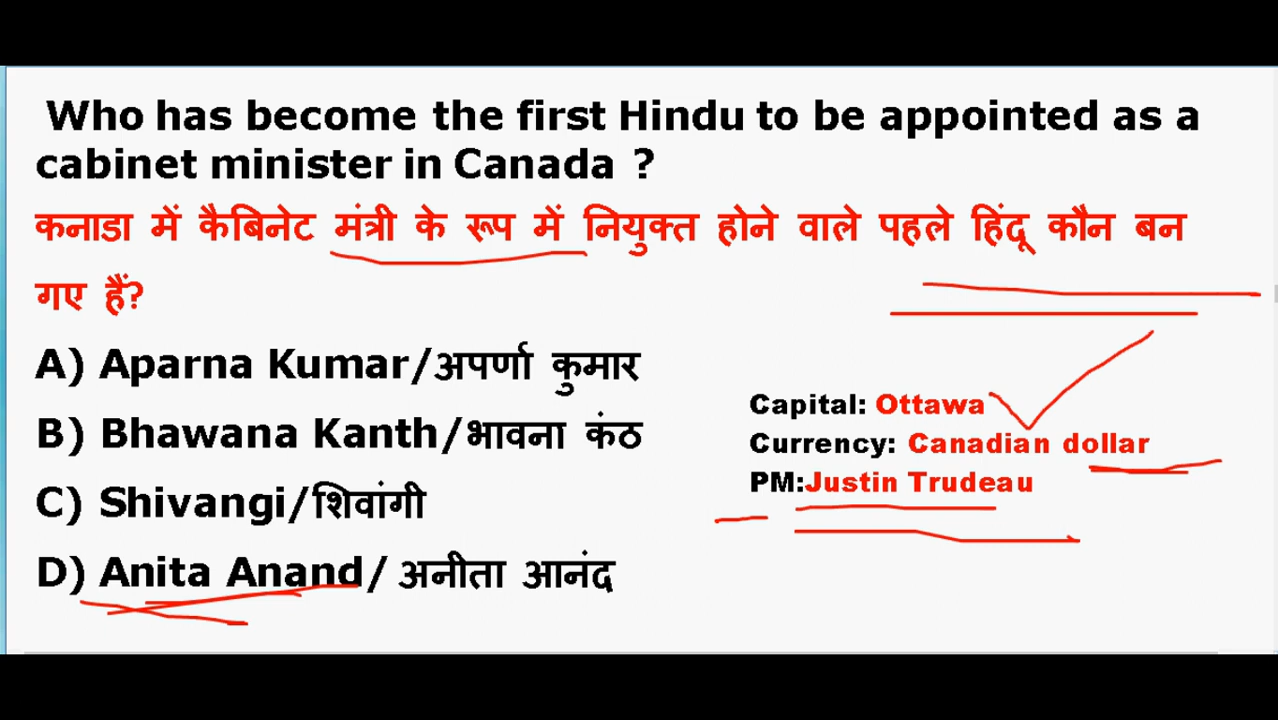 Who has become the first Hindu to be appointed as a
cabinet minister in Canada ?
कनाडा में कैबिनेट मंत्री के रूप में नियुक्त होने वाले पहले हिंदू कौन बन
गए हैं?
A) Aparna Kumar/अपर्णा कुमार
B) Bhawana Kanth/भावना कंठ
C) Shivangi/शिवांगी
D) Anita Anand/ अनीता आनंद
Capital: Ottawa
Currency: Canadian dollar
PM:Justin Trudeau